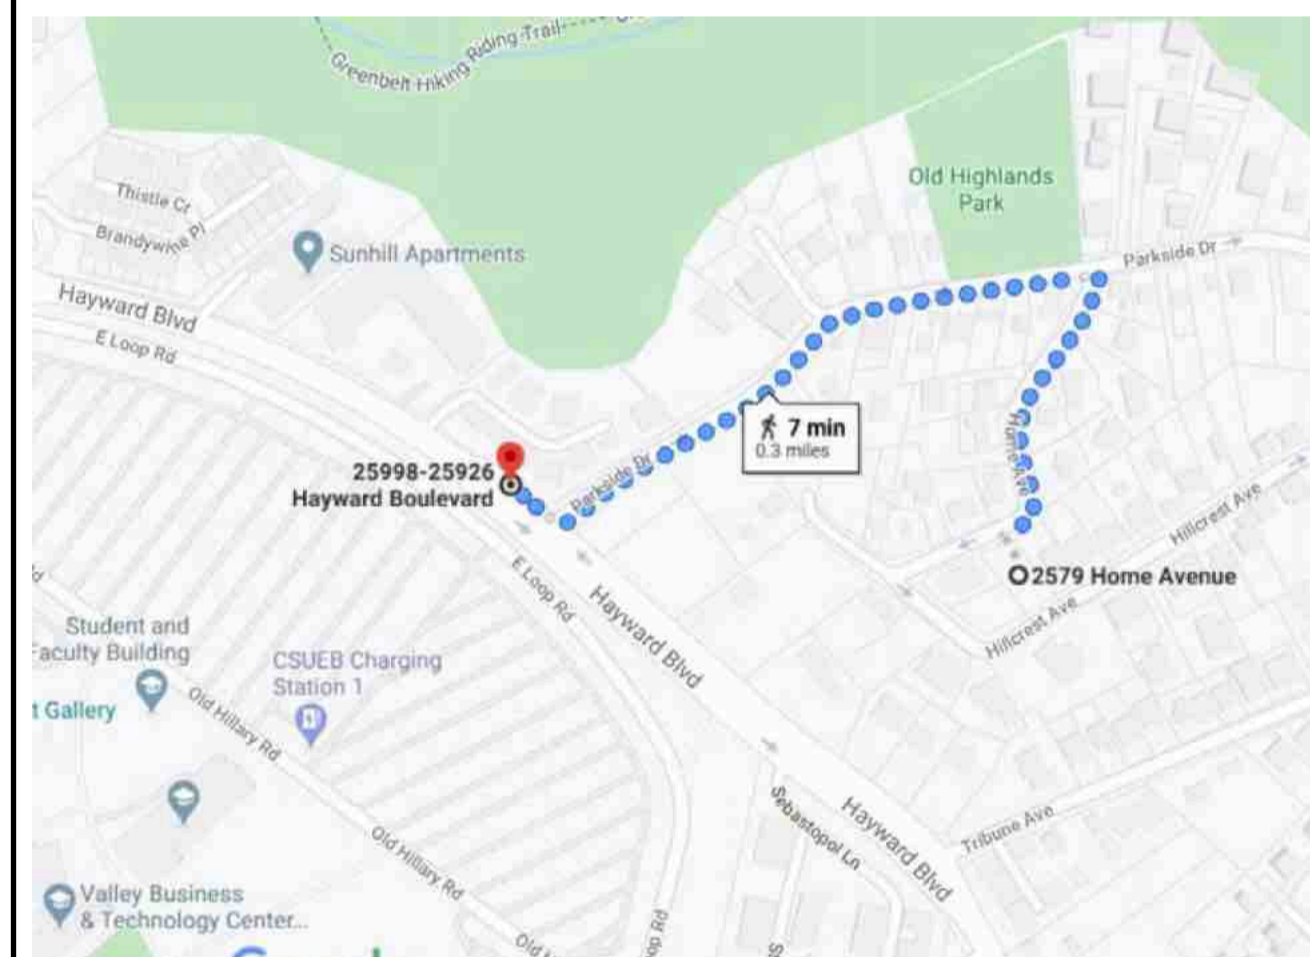 Greenbelt Hiking Riding Trail
Thistle Ct
Brandywine Pl
Sunhill Apartments
Old Highlands
Park
Parkside Dr
Hayward Blvd
E Loop Rd
7 min
0.3 miles
25998-25926
Hayward Boulevard
Parkside Dr
Home Ave
Hillcrest Ave
2579 Home Avenue
E Loop Rd
Hayward Blvd
Hillcrest Ave
Student and
Faculty Building
CSUEB Charging
Station 1
t Gallery
Old Hillary Rd
Sebastopol Ln
Hayward Blvd
Tribune Ave
Old Hillary Rd
Valley Business
& Technology Center...
op Rd
Old